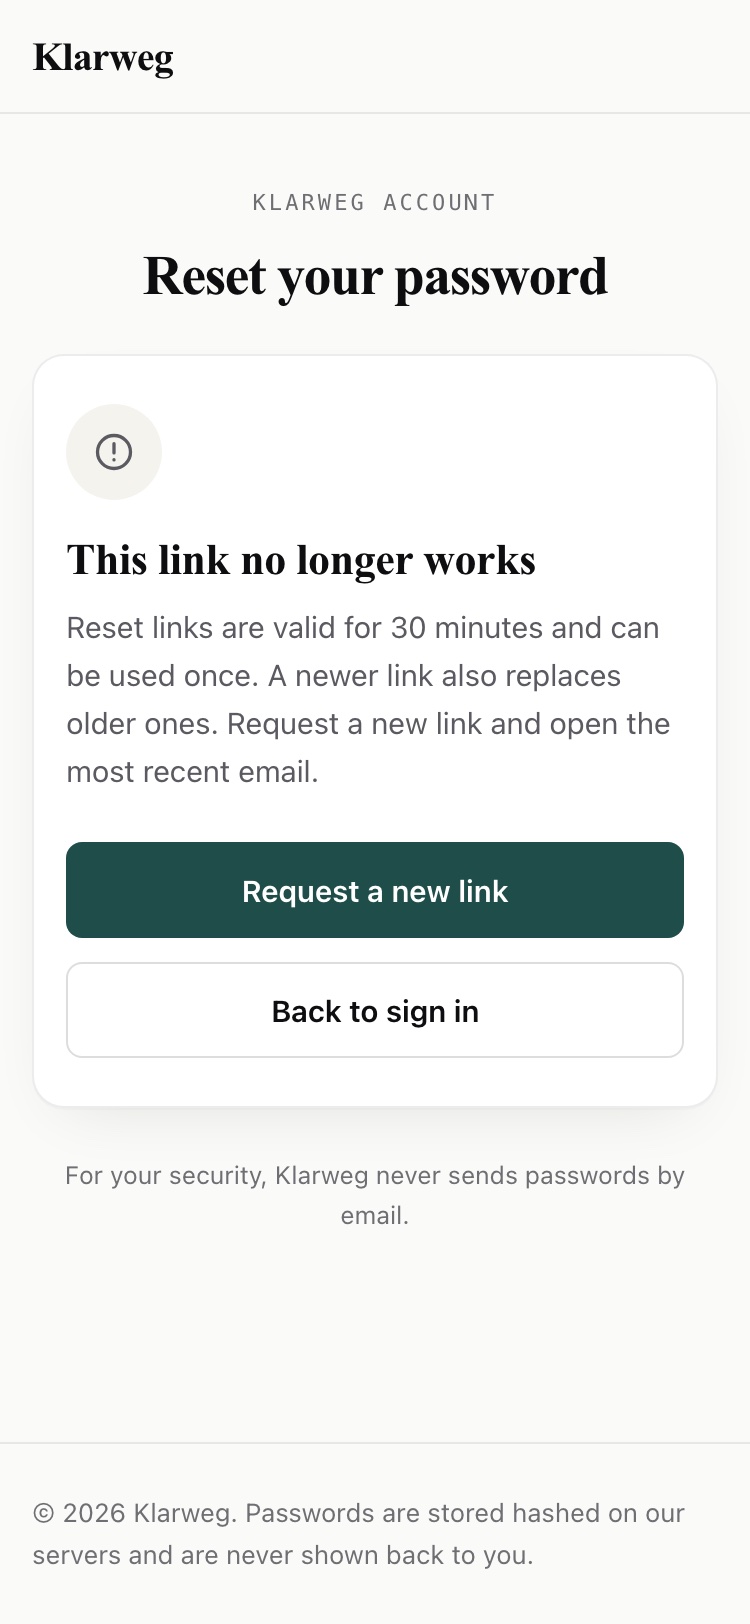 Klarweg
KLARWEG ACCOUNT
Reset your password
This link no longer works
Reset links are valid for 30 minutes and can
be used once. A newer link also replaces
older ones. Request a new link and open the
most recent email.
Request a new link
Back to sign in
For your security, Klarweg never sends passwords by
email.
© 2026 Klarweg. Passwords are stored hashed on our
servers and are never shown back to you.